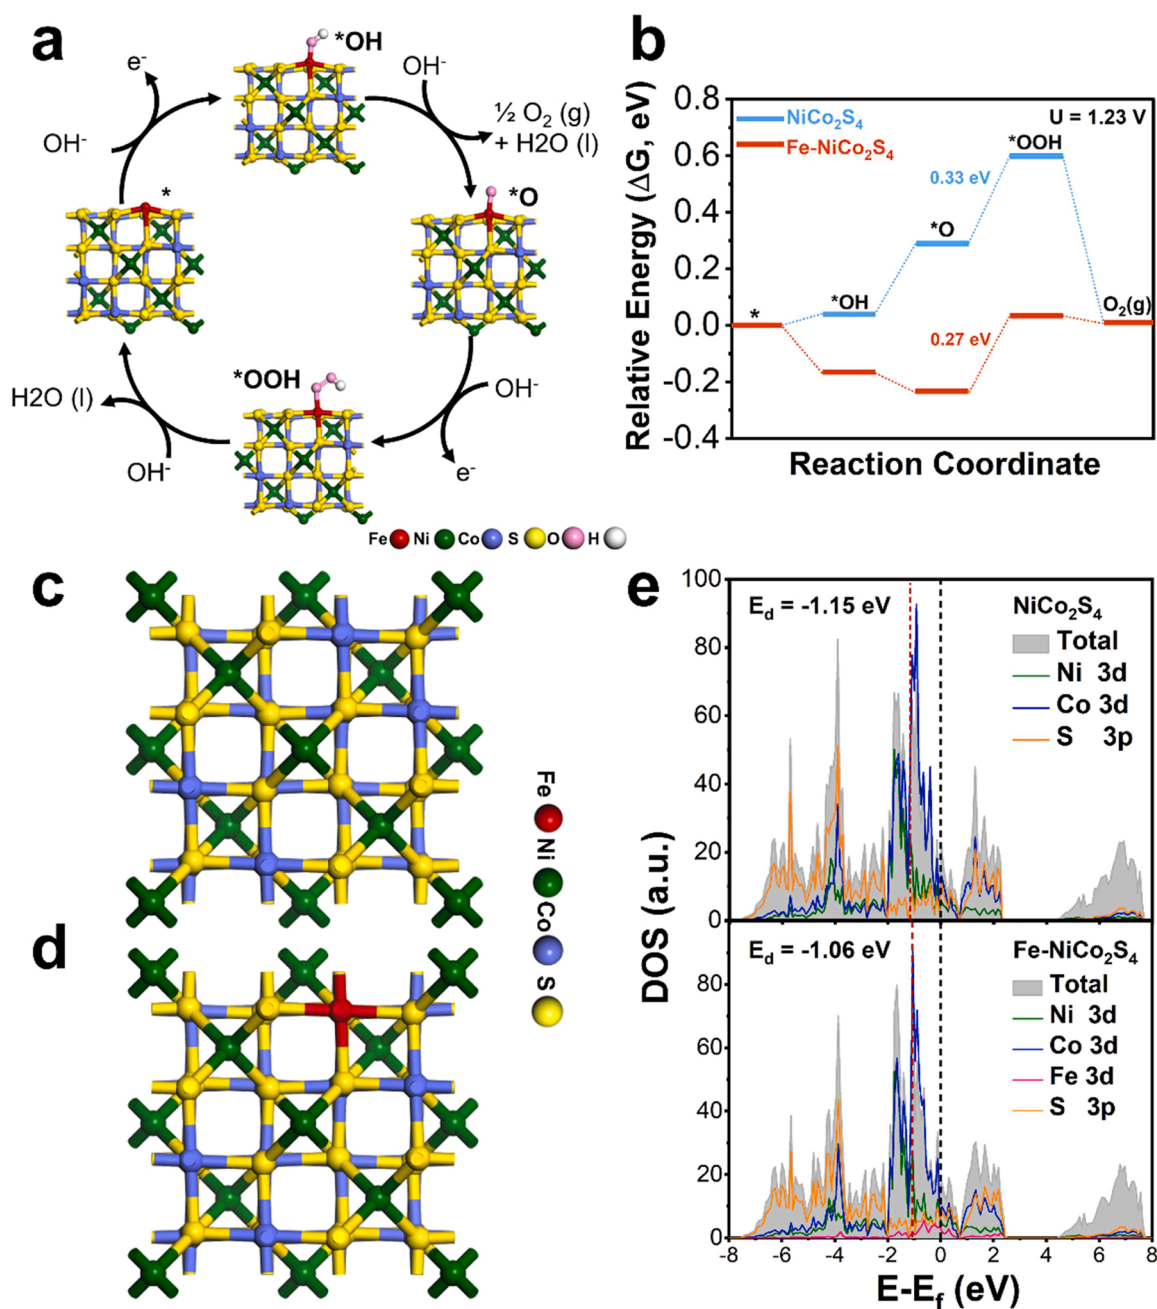 a
*OH
OH⁻
e⁻
½ O₂ (g)
+ H2O (l)
OH⁻
*
*O
*OOH
OH⁻
H2O (l)
OH⁻
e⁻
Fe Ni Co S O H
b
0.8
0.6
0.4
0.2
0.0
-0.2
-0.4
Relative Energy (ΔG, eV)
NiCo₂S₄
Fe-NiCo₂S₄
U = 1.23 V
*OOH
0.33 eV
*O
*OH
*
O₂(g)
0.27 eV
Reaction Coordinate
c
d
Fe Ni Co S
e
100
80
60
40
20
0
80
60
40
20
0
DOS (a.u.)
E_d = -1.15 eV
NiCo₂S₄
Total
Ni 3d
Co 3d
S 3p
E_d = -1.06 eV
Fe-NiCo₂S₄
Total
Ni 3d
Co 3d
Fe 3d
S 3p
-8 -6 -4 -2 0 2 4 6 8
E-E_f (eV)